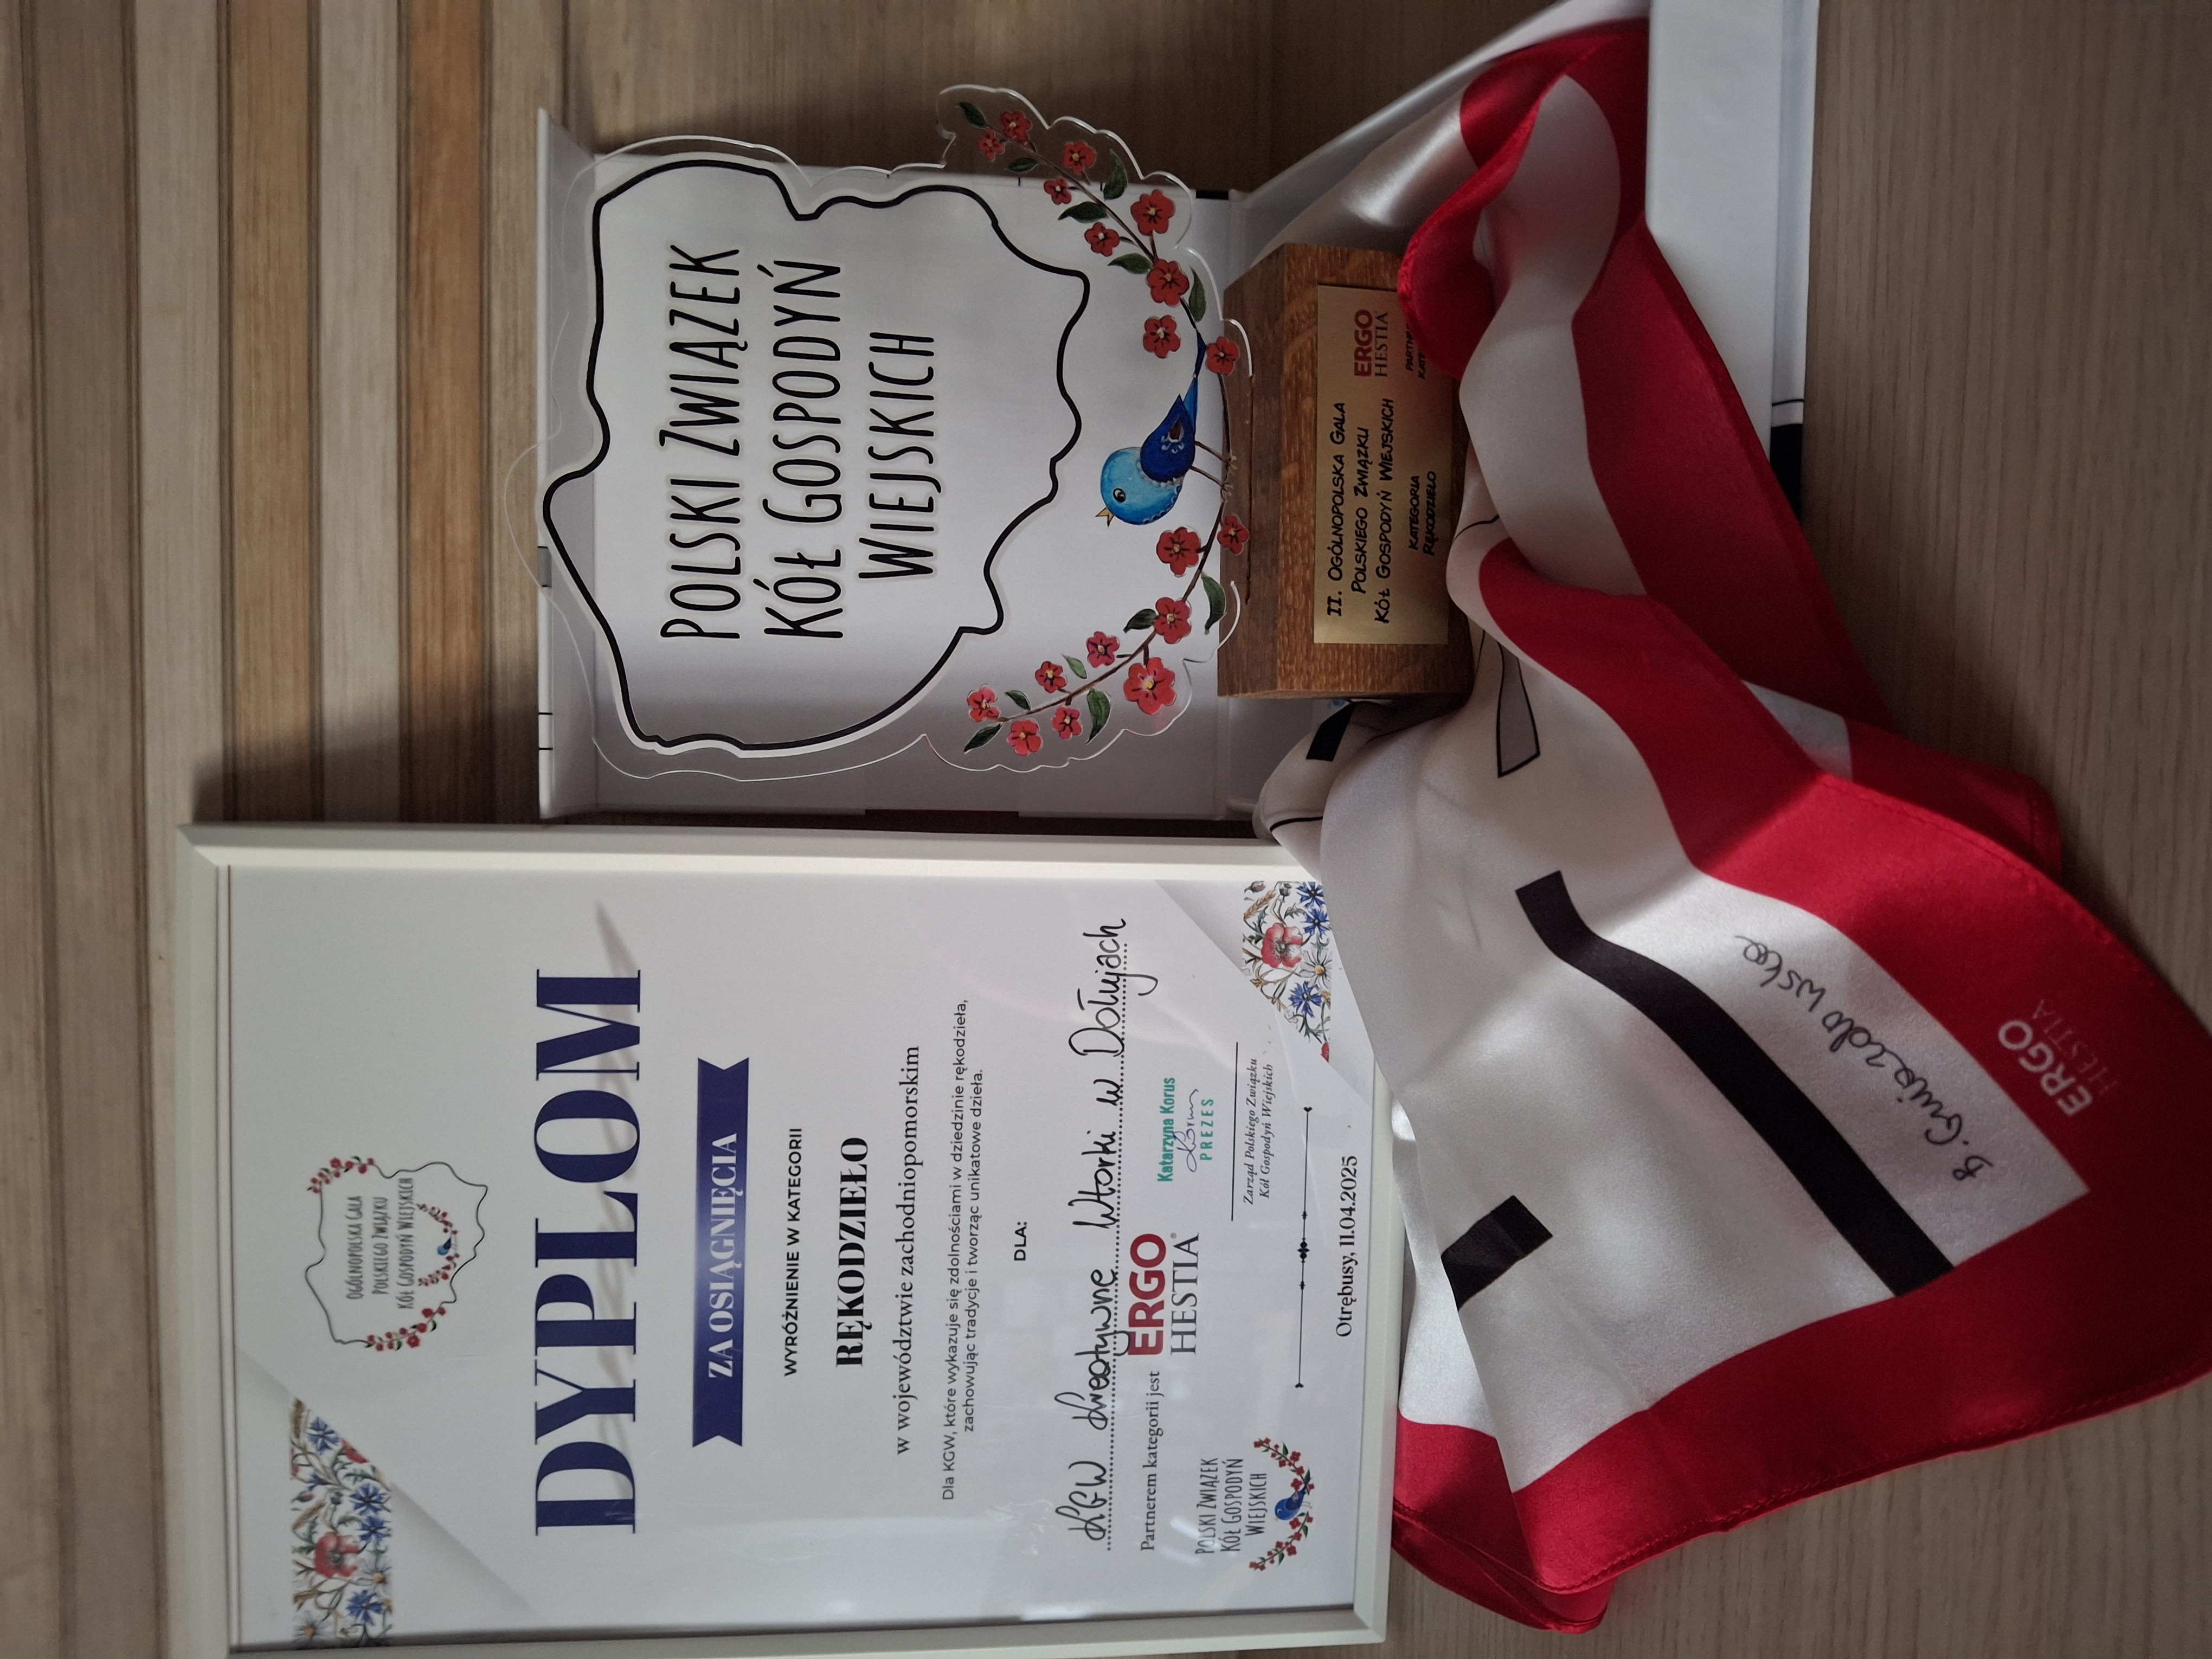 OGÓLNOPOLSKA GALA
POLSKIEGO ZWIĄZKU
KÓŁ GOSPODYŃ WIEJSKICH
DYPLOM
ZA OSIĄGNIĘCIA
WYRÓŻNIENIE W KATEGORII
RĘKODZIEŁO
w województwie zachodniopomorskim
Dla KGW, które wykazuje się zdolnościami w dziedzinie rękodzieła,
zachowując tradycje i tworząc unikatowe dzieła.
DLA:
KGW Kreatywne Wtorki w Dołujach
Partnerem kategorii jest
ERGO
HESTIA®
Katarzyna Korus
PREZES
Zarząd Polskiego Związku
Kół Gospodyń Wiejskich
POLSKI ZWIĄZEK
KÓŁ GOSPODYŃ
WIEJSKICH
Otrębusy, 11.04.2025
POLSKI ZWIĄZEK
KÓŁ GOSPODYŃ
WIEJSKICH
II. OGÓLNOPOLSKA GALA
POLSKIEGO ZWIĄZKU
KÓŁ GOSPODYŃ WIEJSKICH
KATEGORIA
RĘKODZIEŁO
ERGO
HESTIA
B. Gwiazdowska
ERGO
HESTIA